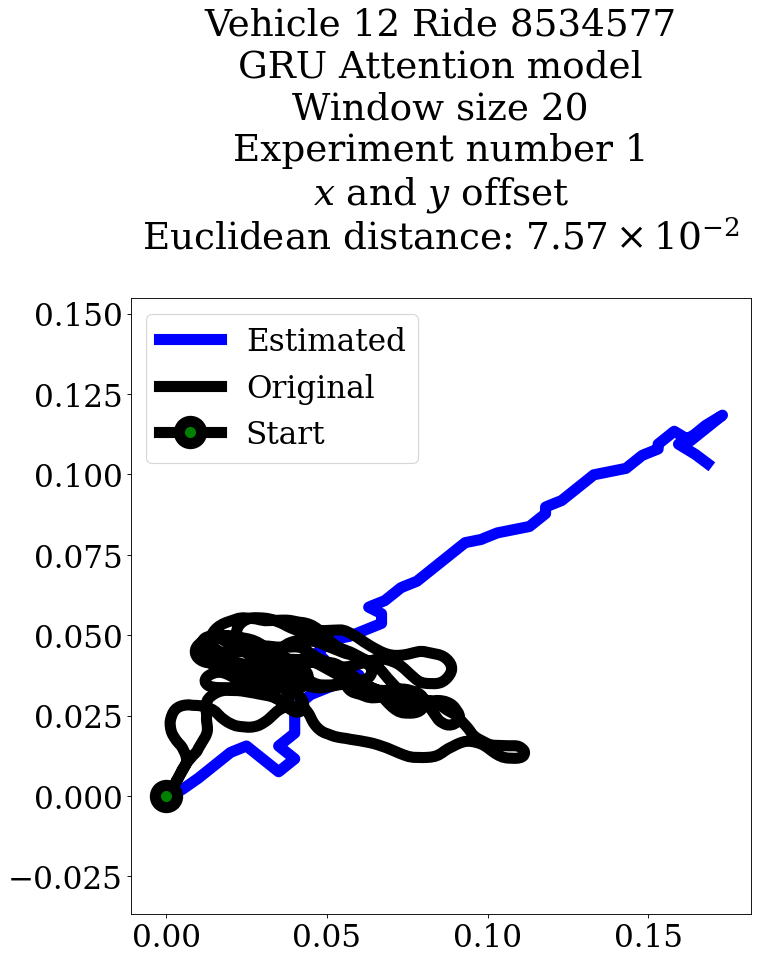 Vehicle 12 Ride 8534577
GRU Attention model
Window size 20
Experiment number 1
x and y offset
Euclidean distance: 7.57 × 10⁻²
0.150
Estimated
Original
Start
0.125
0.100
0.075
0.050
0.025
0.000
−0.025
0.00 0.05 0.10 0.15